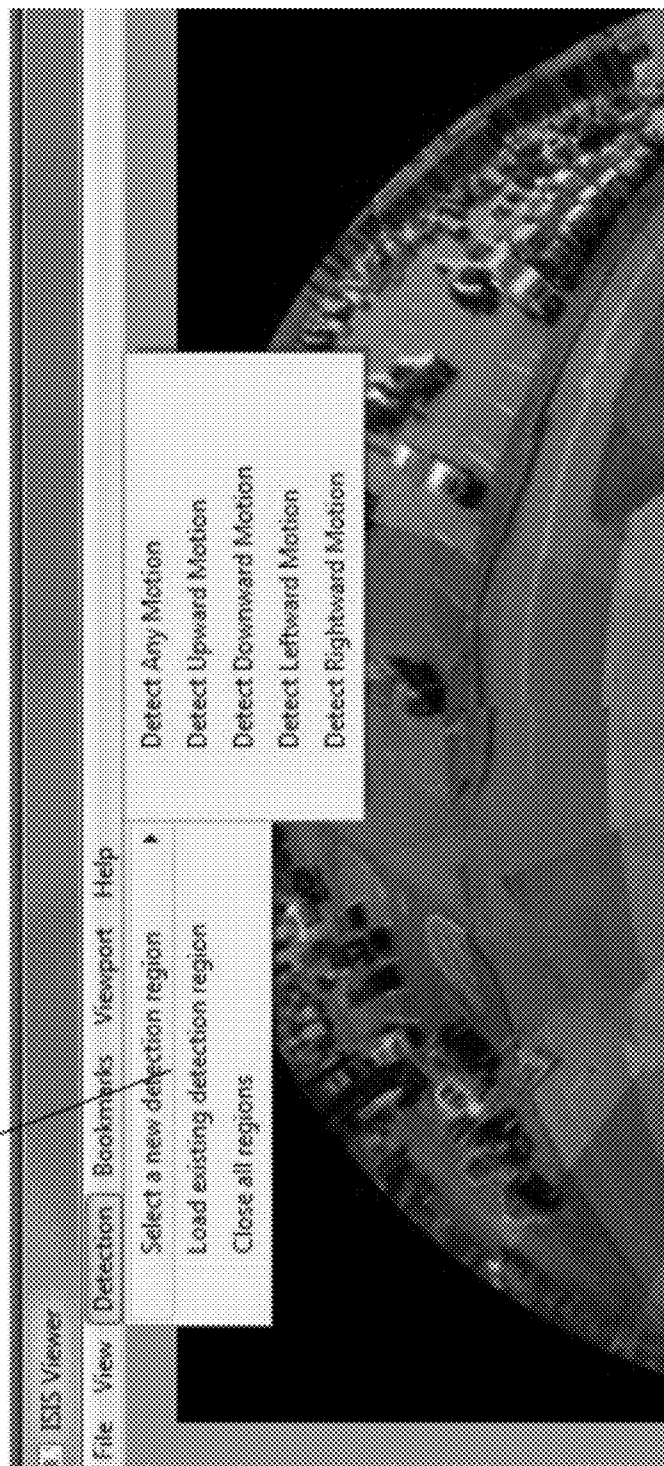 ISIS Viewer
File View Detection Bookmarks Viewport Help
Select a new detection region
Load existing detection region
Close all regions
Detect Any Motion
Detect Upward Motion
Detect Downward Motion
Detect Leftward Motion
Detect Rightward Motion